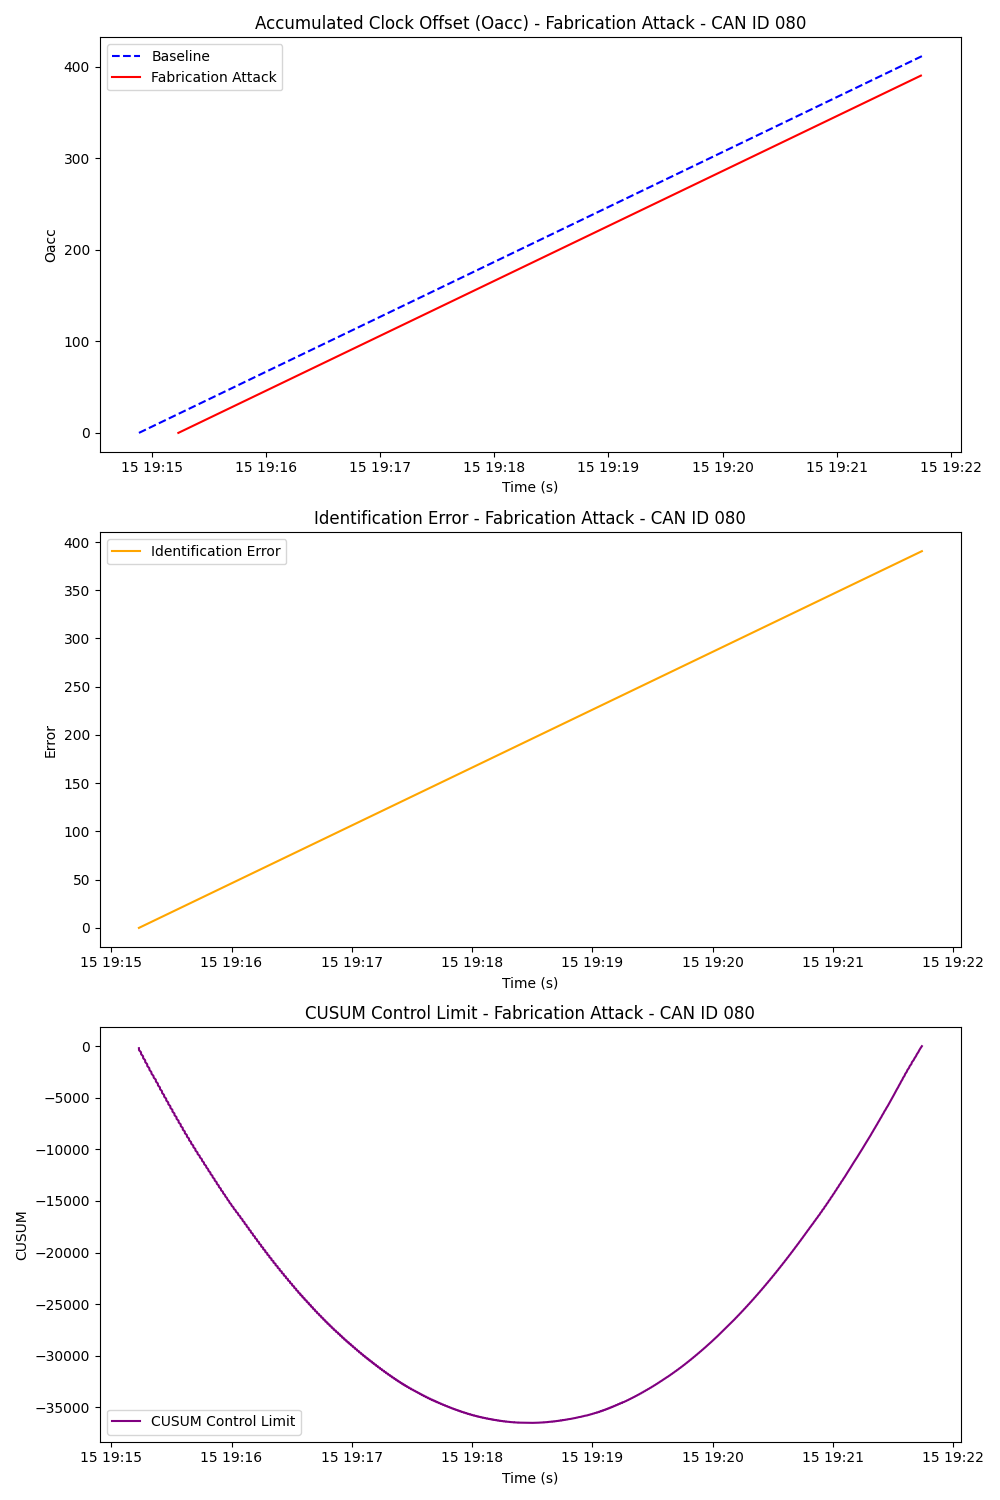 Accumulated Clock Offset (Oacc) - Fabrication Attack - CAN ID 080
Baseline
Fabrication Attack
400
300
200
100
0
Oacc
15 19:15 15 19:16 15 19:17 15 19:18 15 19:19 15 19:20 15 19:21 15 19:22
Time (s)
Identification Error - Fabrication Attack - CAN ID 080
Identification Error
400
350
300
250
200
150
100
50
0
Error
15 19:15 15 19:16 15 19:17 15 19:18 15 19:19 15 19:20 15 19:21 15 19:22
Time (s)
CUSUM Control Limit - Fabrication Attack - CAN ID 080
0
−5000
−10000
−15000
−20000
−25000
−30000
−35000
CUSUM
CUSUM Control Limit
15 19:15 15 19:16 15 19:17 15 19:18 15 19:19 15 19:20 15 19:21 15 19:22
Time (s)